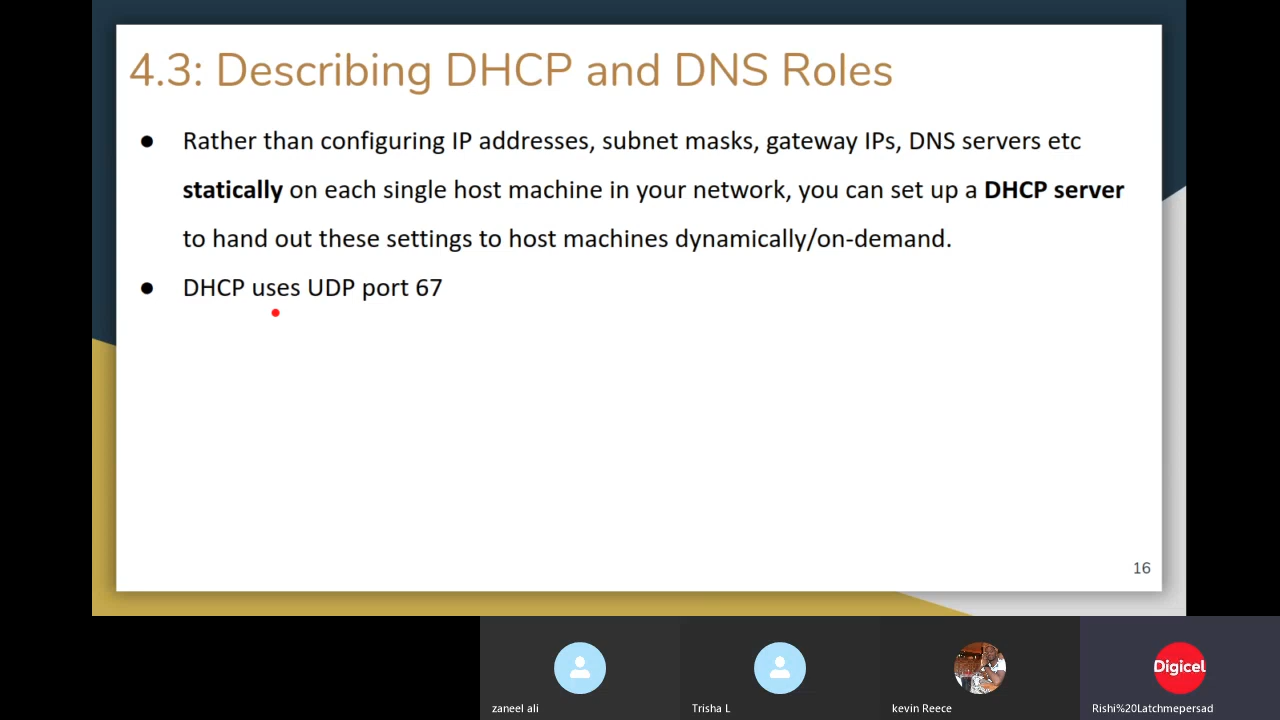 4.3: Describing DHCP and DNS Roles
● Rather than configuring IP addresses, subnet masks, gateway IPs, DNS servers etc
statically on each single host machine in your network, you can set up a DHCP server
to hand out these settings to host machines dynamically/on-demand.
● DHCP uses UDP port 67
16
Digicel
zaneel ali
Trisha L
kevin Reece
Rishi%20Latchmepersad